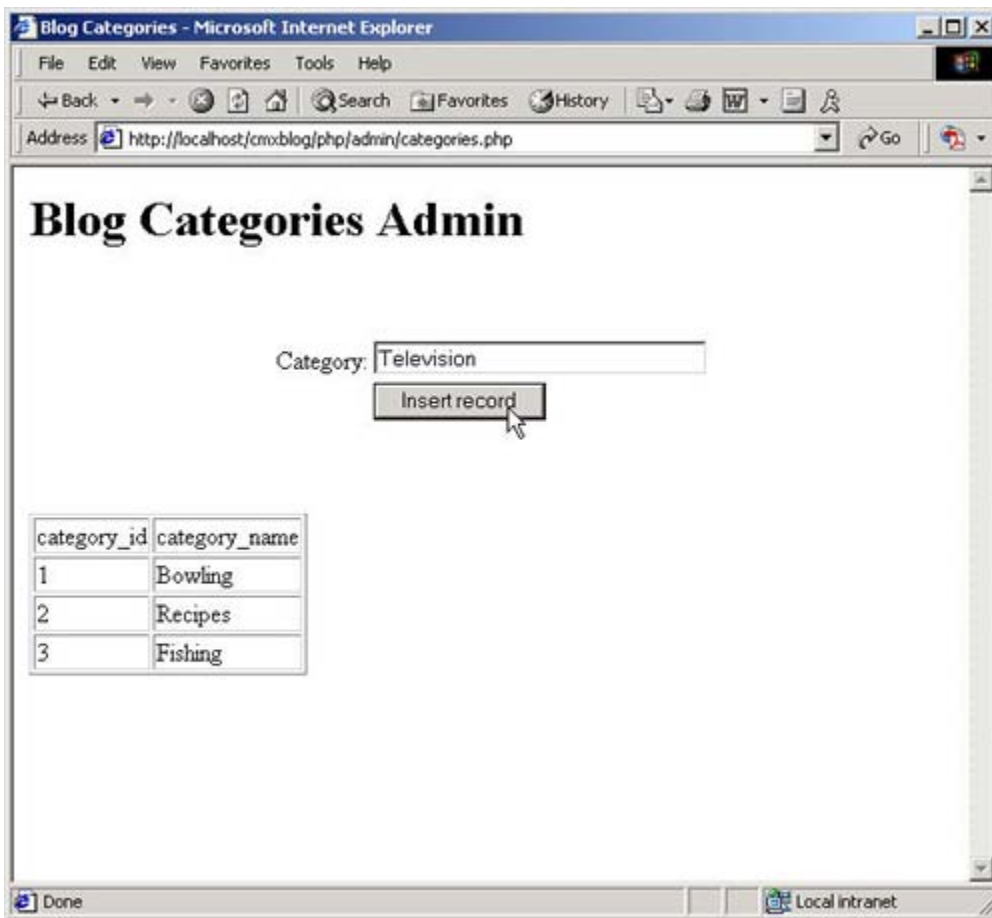 Blog Categories - Microsoft Internet Explorer
File Edit View Favorites Tools Help
Back Search Favorites History W
Address http://localhost/cmxblog/php/admin/categories.php Go
Blog Categories Admin
Category: Television
Insert record
category_id category_name
1 Bowling
2 Recipes
3 Fishing
Done Local intranet